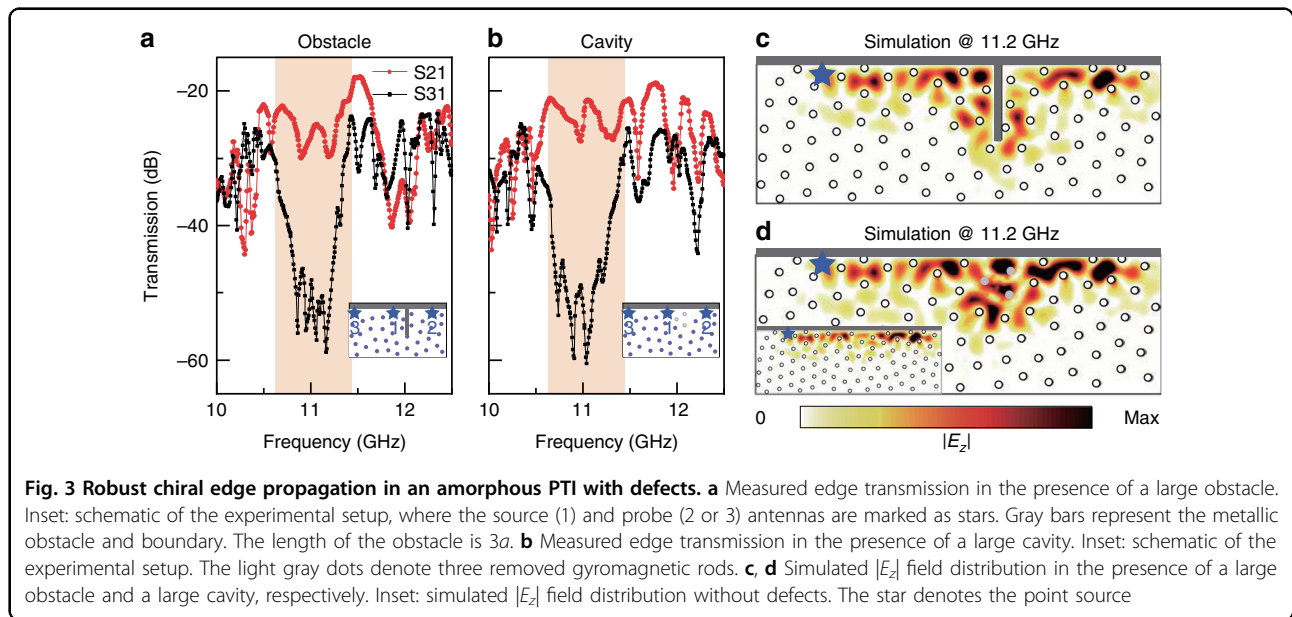 a
Obstacle
b
Cavity
c
Simulation @ 11.2 GHz
S21
S31
Transmission (dB)
−20
−40
−60
3 1 2
3 1 2
10 11 12
10 11 12
Frequency (GHz)
Frequency (GHz)
d
Simulation @ 11.2 GHz
0
Max
|E_z|
Fig. 3 Robust chiral edge propagation in an amorphous PTI with defects. a Measured edge transmission in the presence of a large obstacle.
Inset: schematic of the experimental setup, where the source (1) and probe (2 or 3) antennas are marked as stars. Gray bars represent the metallic
obstacle and boundary. The length of the obstacle is 3a. b Measured edge transmission in the presence of a large cavity. Inset: schematic of the
experimental setup. The light gray dots denote three removed gyromagnetic rods. c, d Simulated |E_z| field distribution in the presence of a large
obstacle and a large cavity, respectively. Inset: simulated |E_z| field distribution without defects. The star denotes the point source